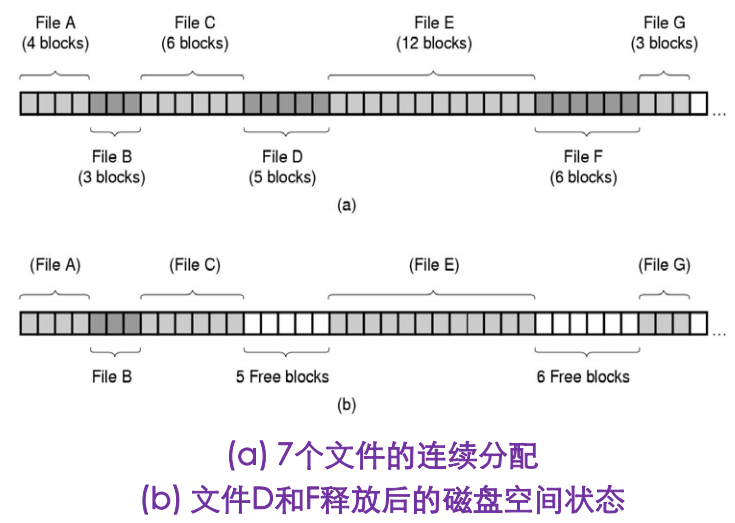 File A
(4 blocks)
File C
(6 blocks)
File E
(12 blocks)
File G
(3 blocks)
...
File B
(3 blocks)
File D
(5 blocks)
File F
(6 blocks)
(a)
(File A)
(File C)
(File E)
(File G)
...
File B
5 Free blocks
6 Free blocks
(b)
(a) 7个文件的连续分配
(b) 文件D和F释放后的磁盘空间状态